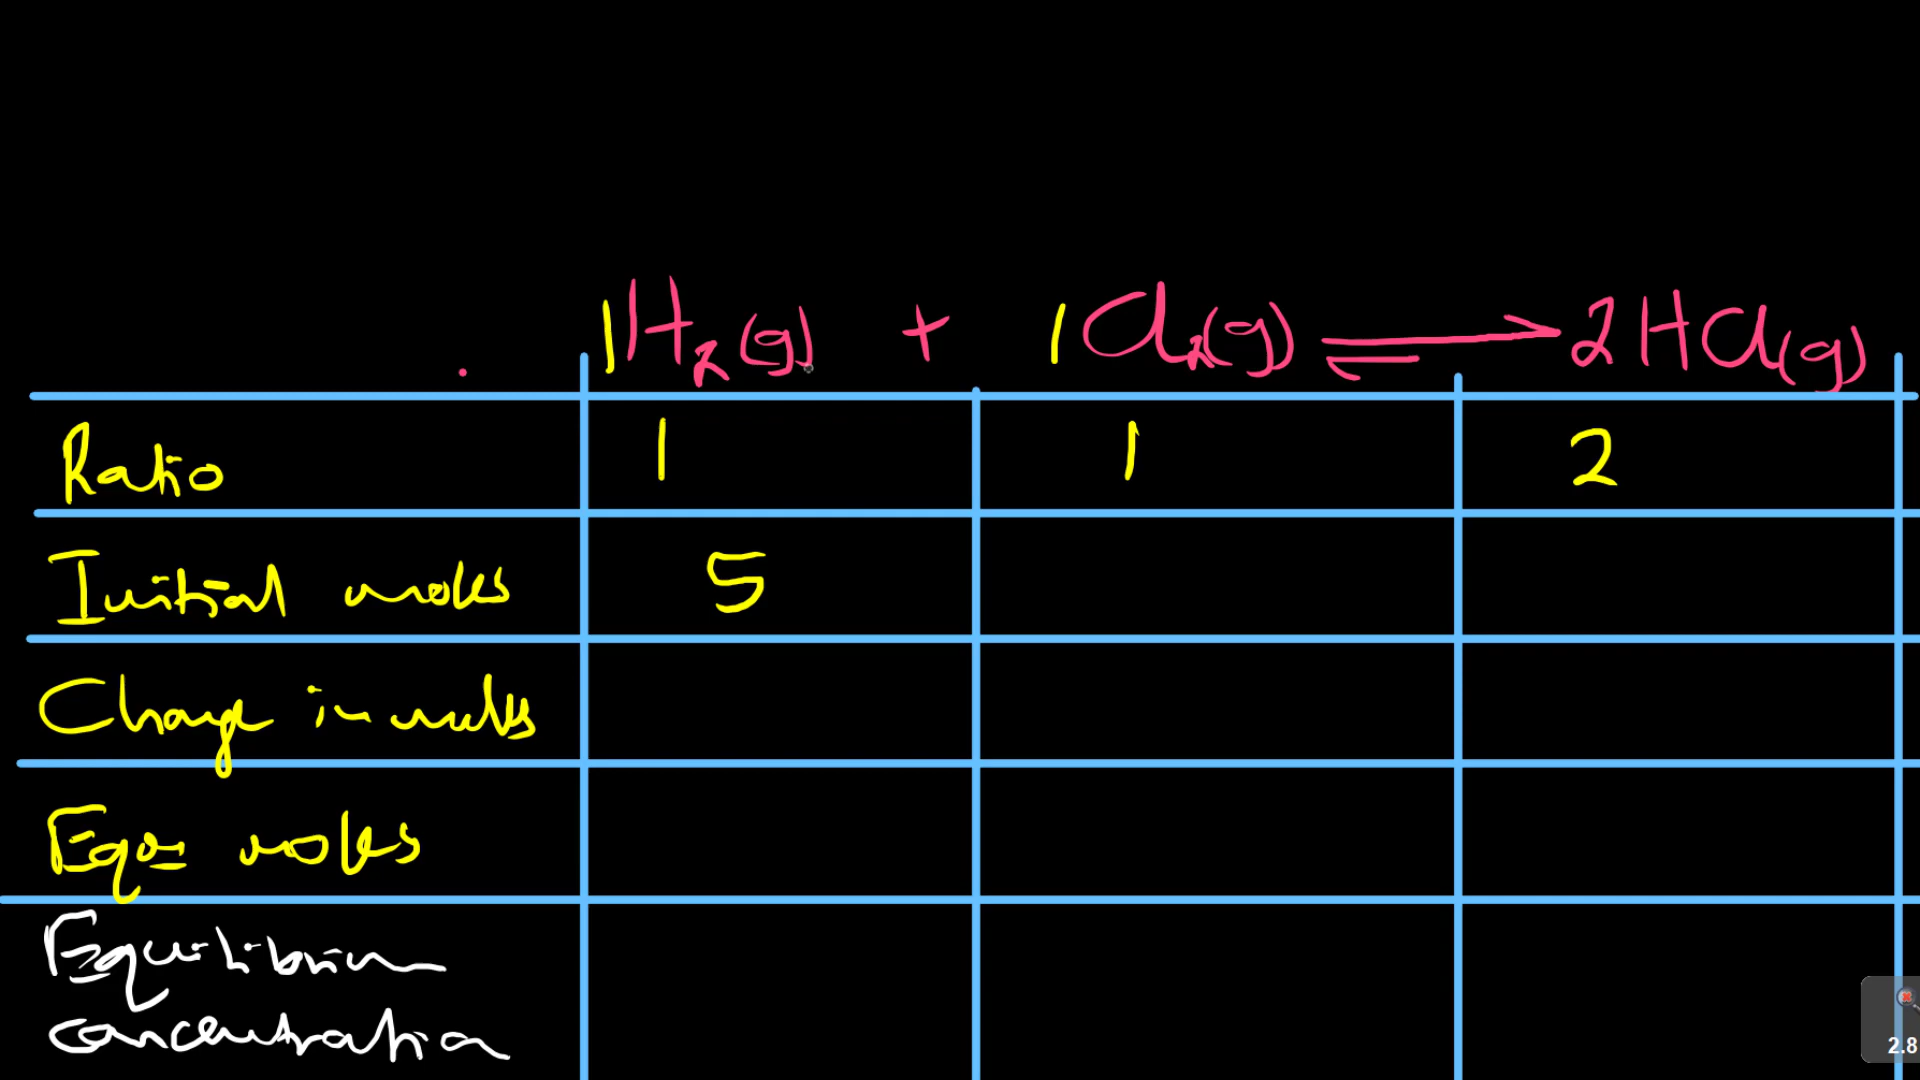 1H₂(g) + 1Cl₂(g) ⇌ 2HCl(g)
Ratio 1 1 2
Initial moles 5
Change in moles
Eqm moles
Equilibrium
concentration
2.8